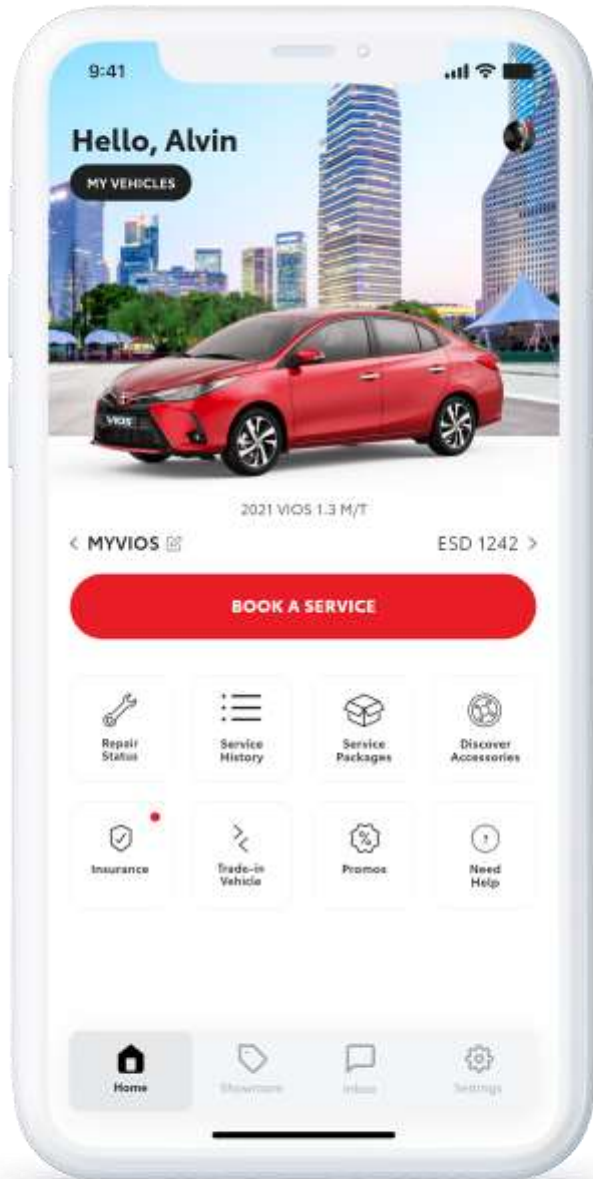 9:41
Hello, Alvin
MY VEHICLES
VIOS
2021 VIOS 1.3 M/T
< MYVIOS
ESD 1242 >
BOOK A SERVICE
Repair
Status
Service
History
Service
Packages
Discover
Accessories
Insurance
Trade-in
Vehicle
Promos
Need
Help
Home
Showroom
Inbox
Settings